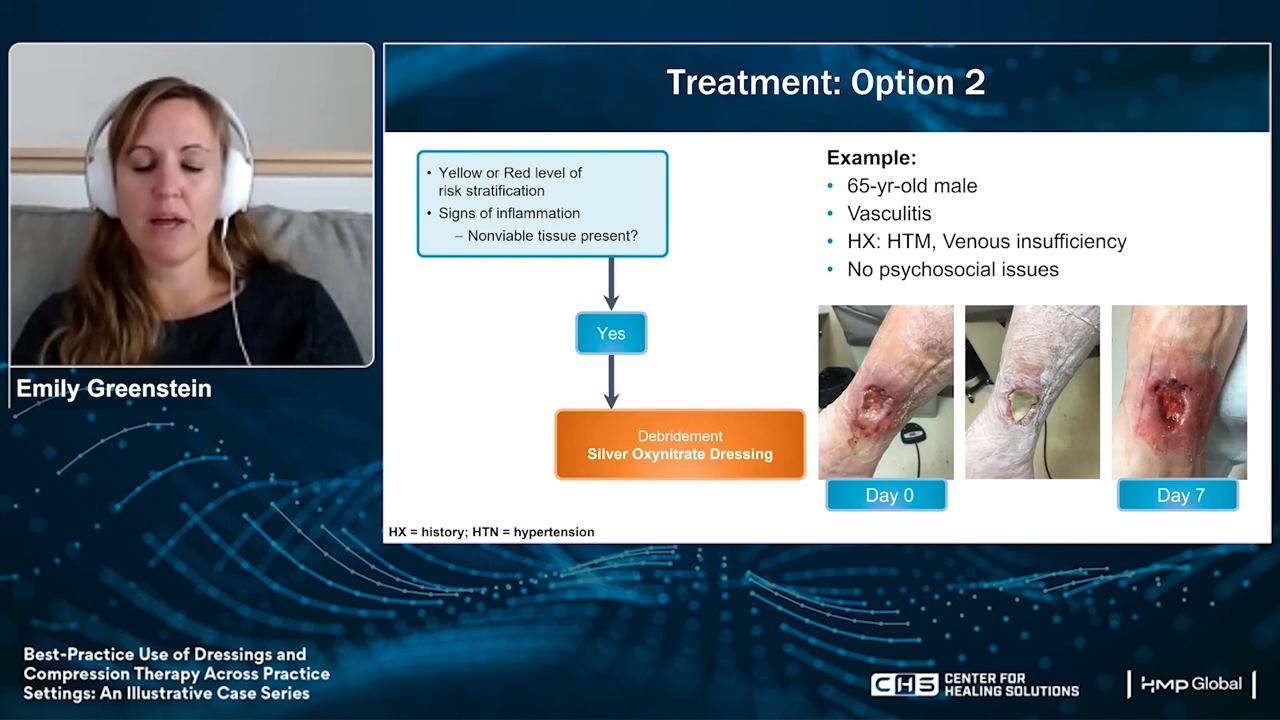 Treatment: Option 2
• Yellow or Red level of
risk stratification
• Signs of inflammation
– Nonviable tissue present?
Yes
Debridement
Silver Oxynitrate Dressing
Example:
• 65-yr-old male
• Vasculitis
• HX: HTM, Venous insufficiency
• No psychosocial issues
Day 0
Day 7
HX = history; HTN = hypertension
Emily Greenstein
Best-Practice Use of Dressings and
Compression Therapy Across Practice
Settings: An Illustrative Case Series
CHS CENTER FOR
HEALING SOLUTIONS
HMP Global